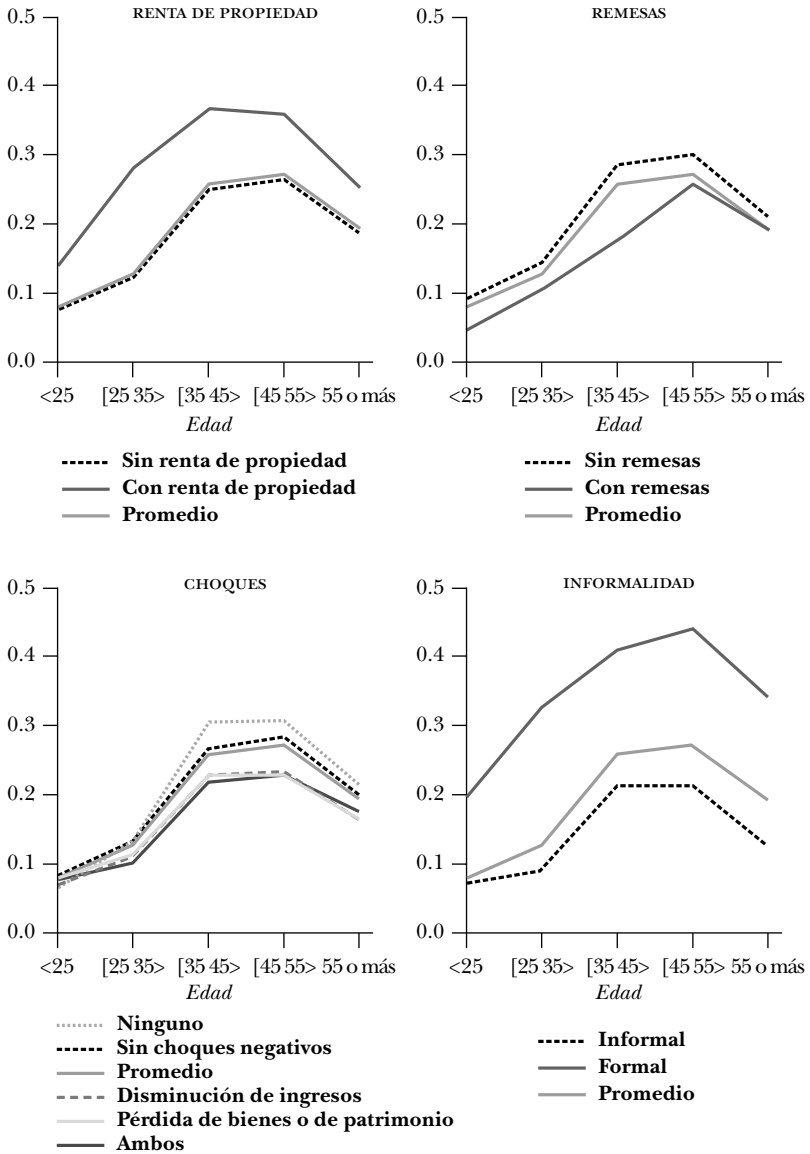 RENTA DE PROPIEDAD
0.5
0.4
0.3
0.2
0.1
0.0
<25 [25 35> [35 45> [45 55> 55 o más
Edad
Sin renta de propiedad
Con renta de propiedad
Promedio
REMESAS
0.5
0.4
0.3
0.2
0.1
0.0
<25 [25 35> [35 45> [45 55> 55 o más
Edad
Sin remesas
Con remesas
Promedio
CHOQUES
0.5
0.4
0.3
0.2
0.1
0.0
<25 [25 35> [35 45> [45 55> 55 o más
Edad
Ninguno
Sin choques negativos
Promedio
Disminución de ingresos
Pérdida de bienes o de patrimonio
Ambos
INFORMALIDAD
0.5
0.4
0.3
0.2
0.1
0.0
<25 [25 35> [35 45> [45 55> 55 o más
Edad
Informal
Formal
Promedio